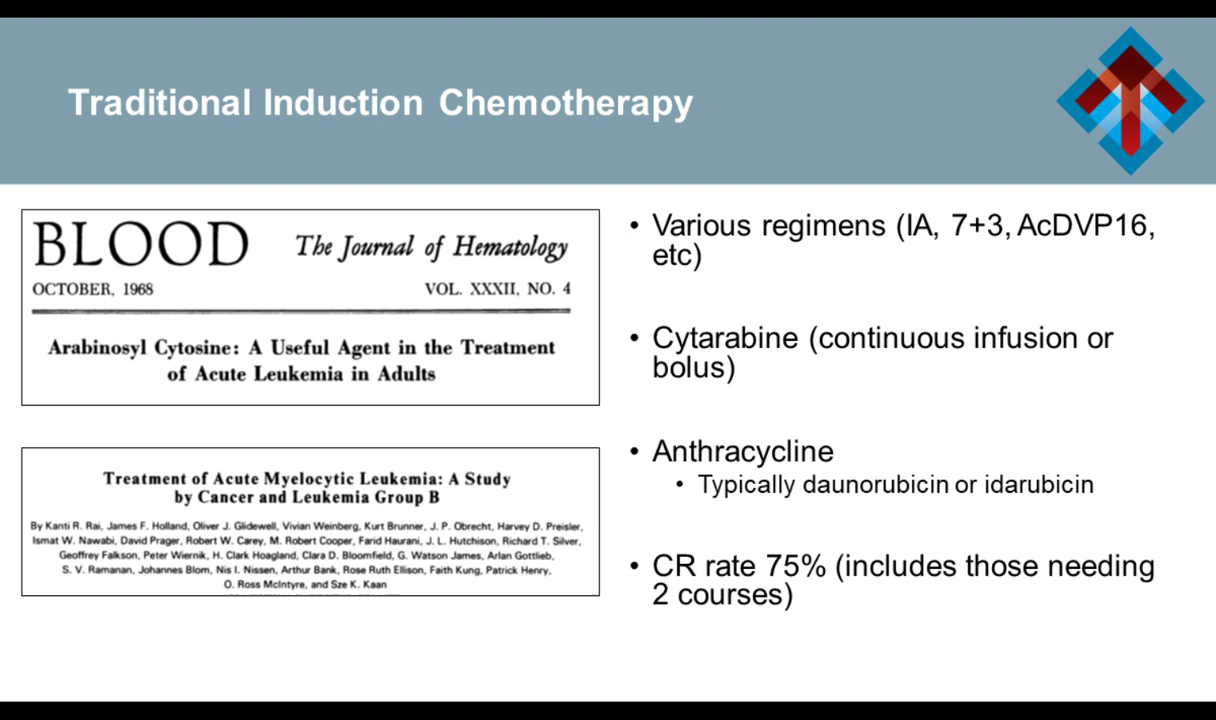 Traditional Induction Chemotherapy
BLOOD The Journal of Hematology
OCTOBER, 1968 VOL. XXXII, NO. 4
Arabinosyl Cytosine: A Useful Agent in the Treatment
of Acute Leukemia in Adults
Treatment of Acute Myelocytic Leukemia: A Study
by Cancer and Leukemia Group B
By Kanti R. Rai, James F. Holland, Oliver J. Glidewell, Vivian Weinberg, Kurt Brunner, J. P. Obrecht, Harvey D. Preisler,
Ismat W. Nawabi, David Prager, Robert W. Carey, M. Robert Cooper, Farid Haurani, J. L. Hutchison, Richard T. Silver,
Geoffrey Falkson, Peter Wiernik, H. Clark Hoagland, Clara D. Bloomfield, G. Watson James, Arlan Gottlieb,
S. V. Ramanan, Johannes Blom, Nis I. Nissen, Arthur Bank, Rose Ruth Ellison, Faith Kung, Patrick Henry,
O. Ross McIntyre, and Sze K. Kaan
• Various regimens (IA, 7+3, AcDVP16,
etc)
• Cytarabine (continuous infusion or
bolus)
• Anthracycline
• Typically daunorubicin or idarubicin
• CR rate 75% (includes those needing
2 courses)